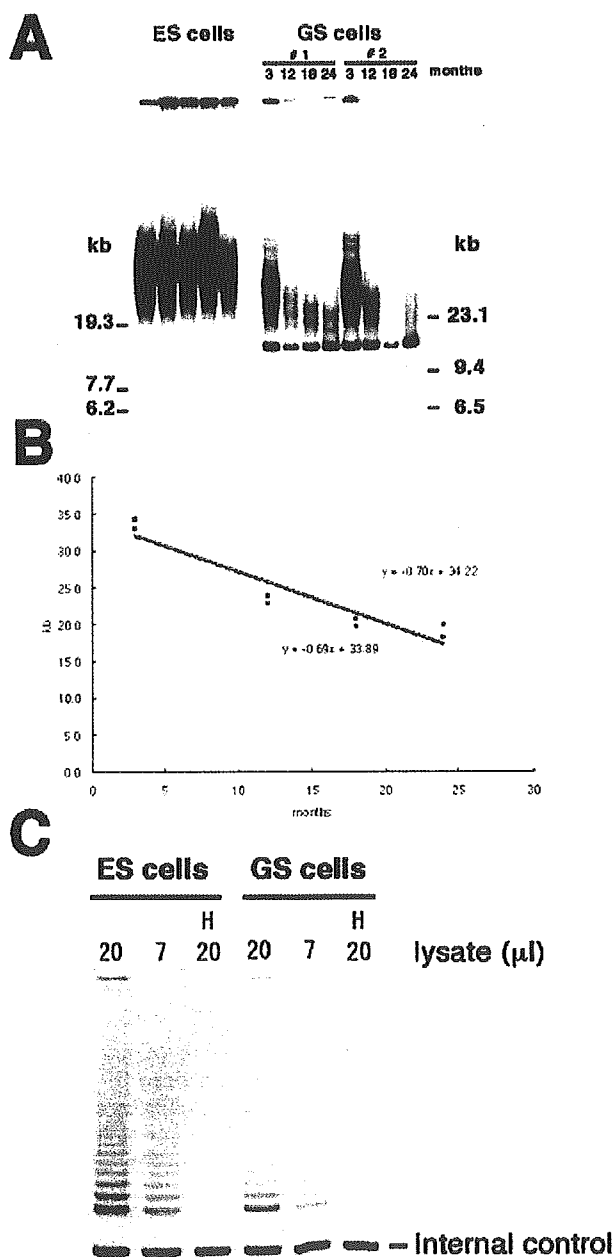 A
ES cells GS cells
# 1 # 2
3 12 18 24 3 12 18 24 months
kb kb
19.3 23.1
7.7 9.4
6.2 6.5
B
40.0
35.0
30.0
25.0
20.0
15.0
10.0
5.0
0.0
kb
y = -0.70x + 34.22
y = -0.69x + 33.89
0 5 10 15 20 25 30
months
C
ES cells GS cells
H H
20 7 20 20 7 20 lysate (µl)
Internal control